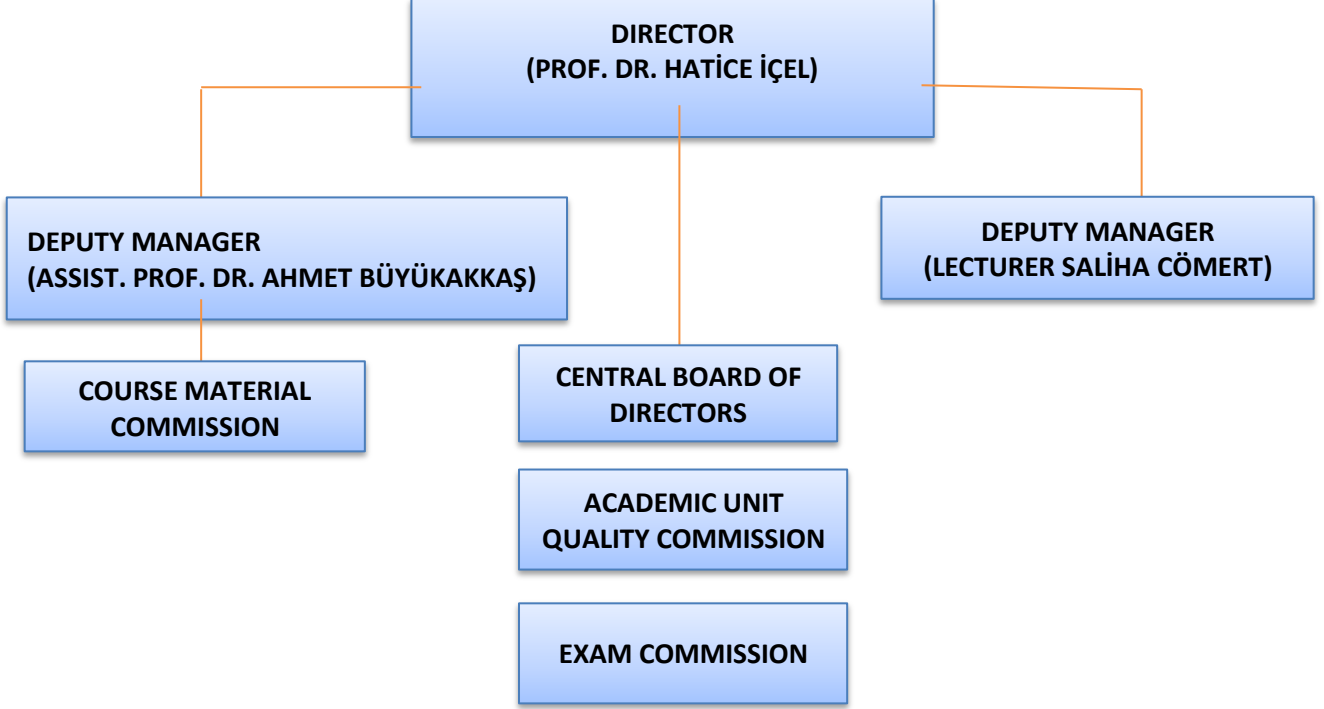 DIRECTOR
(PROF. DR. HATİCE İÇEL)
DEPUTY MANAGER
(ASSIST. PROF. DR. AHMET BÜYÜKAKKAŞ)
DEPUTY MANAGER
(LECTURER SALİHA CÖMERT)
COURSE MATERIAL
COMMISSION
CENTRAL BOARD OF
DIRECTORS
ACADEMIC UNIT
QUALITY COMMISSION
EXAM COMMISSION